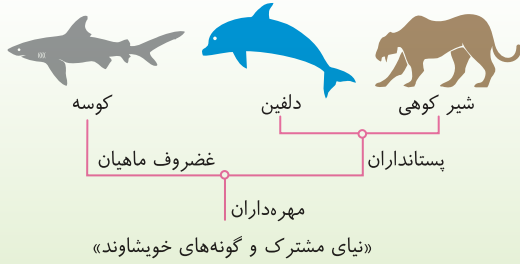 شیر کوهی
دلفین
کوسه
پستانداران
غضروف ماهیان
مهره‌داران
«نیای مشترک و گونه‌های خویشاوند»